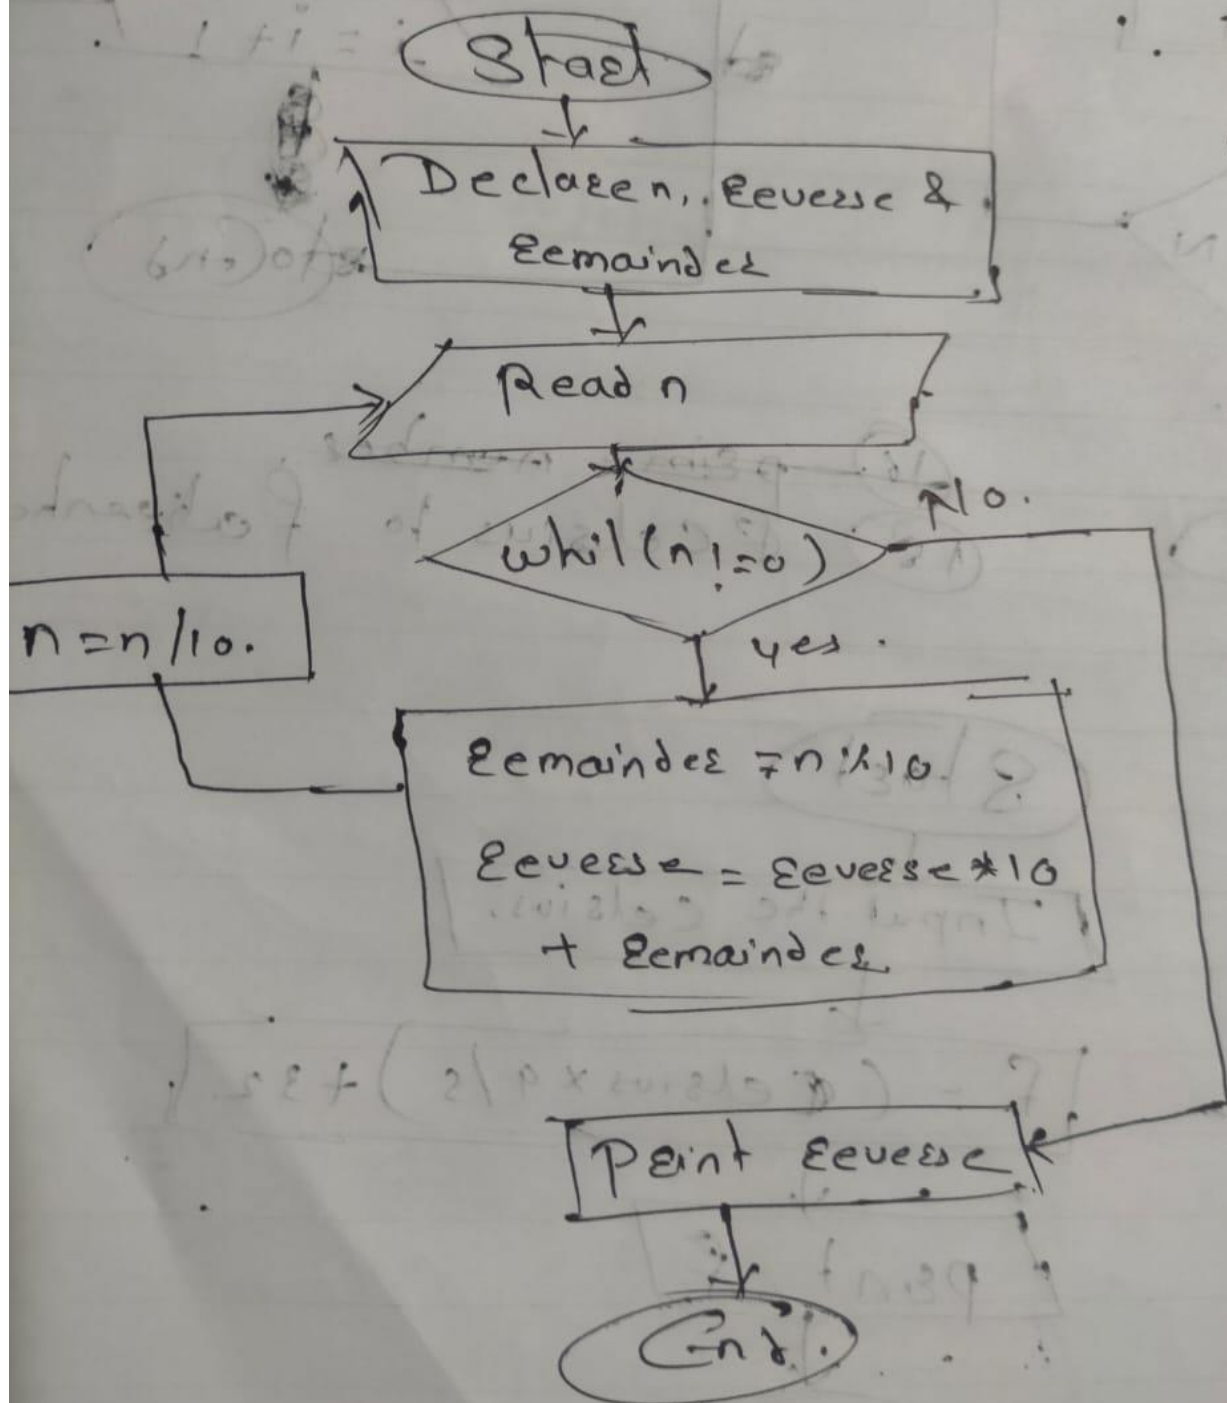 Start
Declare n, reverse &
remainder
Read n
whil(n!=0)
No.
yes.
n=n/10.
remainder = n%10
reverse = reverse*10
+ remainder
Print reverse
End.